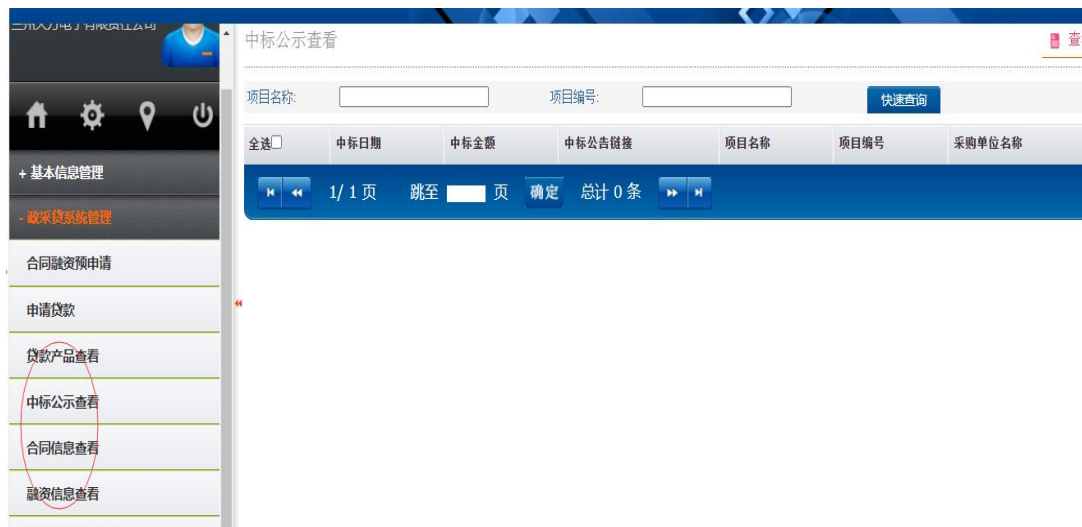 中标公示查看
查
项目名称:
项目编号:
快速查询
全选 中标日期 中标金额 中标公告链接 项目名称 项目编号 采购单位名称
1/ 1 页 跳至 页 确定 总计 0 条
+ 基本信息管理
- 政采贷系统管理
合同融资预申请
申请贷款
贷款产品查看
中标公示查看
合同信息查看
融资信息查看